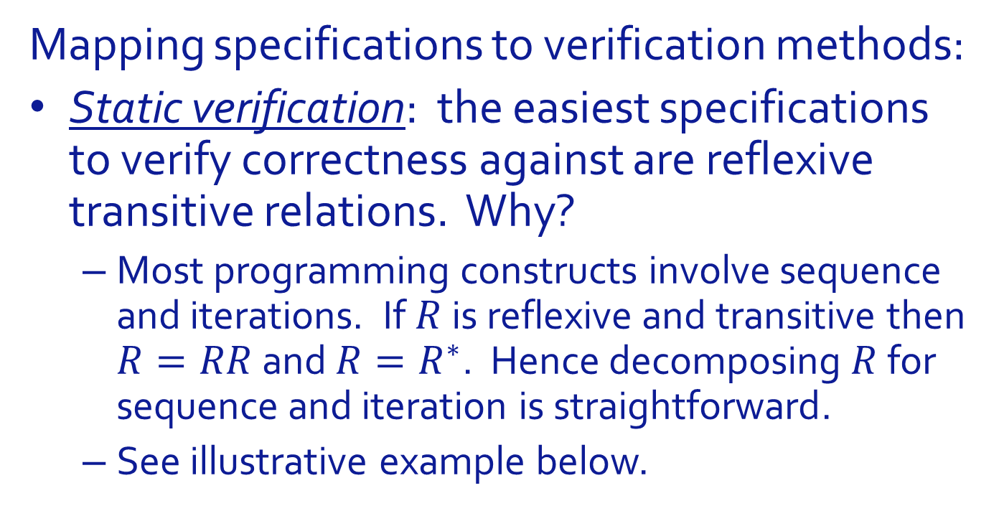 Mapping specifications to verification methods:
• Static verification: the easiest specifications
to verify correctness against are reflexive
transitive relations. Why?
– Most programming constructs involve sequence
and iterations. If R is reflexive and transitive then
R = RR and R = R*. Hence decomposing R for
sequence and iteration is straightforward.
– See illustrative example below.